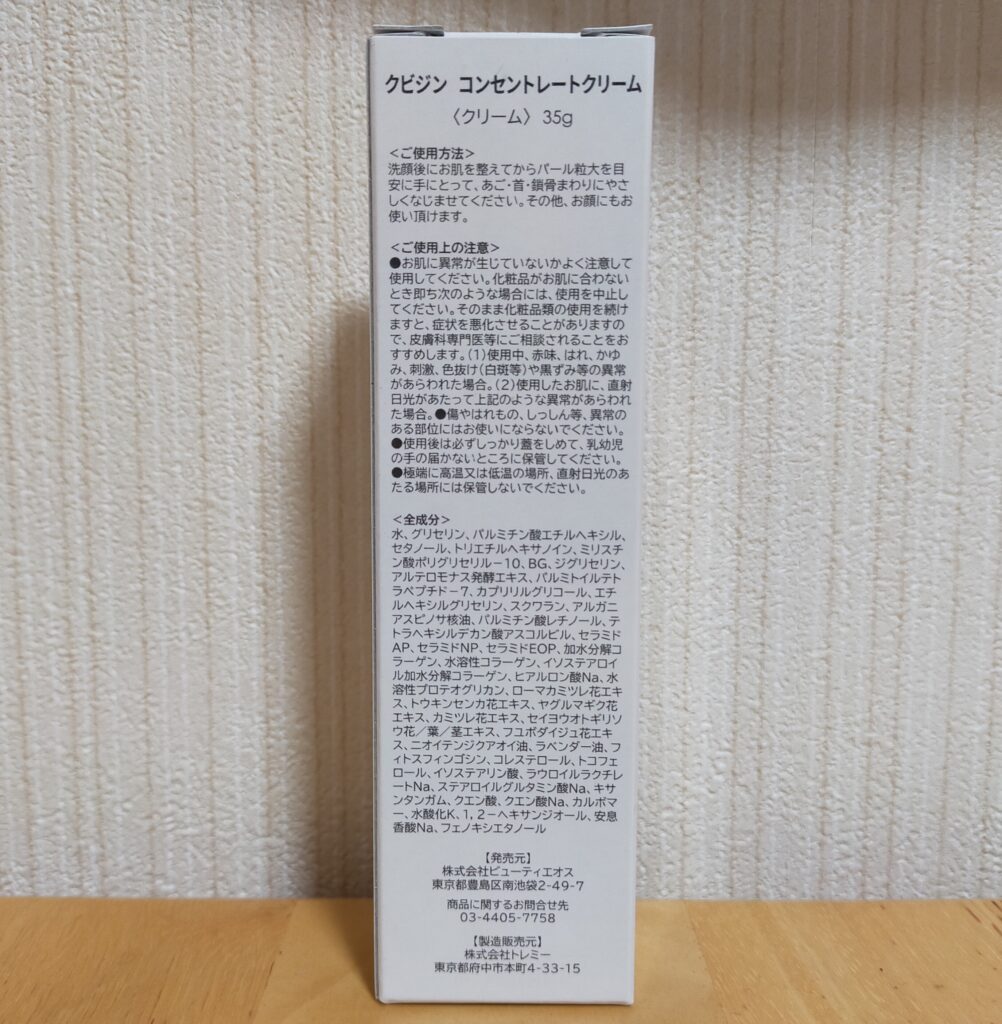 クビジン コンセントレートクリーム
〈クリーム〉 35g
＜ご使用方法＞
洗顔後にお肌を整えてからパール粒大を目
安に手にとって、あご・首・鎖骨まわりにやさ
しくなじませてください。その他、お顔にもお
使い頂けます。
＜ご使用上の注意＞
●お肌に異常が生じていないかよく注意して
使用してください。化粧品がお肌に合わない
とき即ち次のような場合には、使用を中止し
てください。そのまま化粧品類の使用を続け
ますと、症状を悪化させることがありますの
で、皮膚科専門医等にご相談されることをお
すすめします。（1）使用中、赤味、はれ、かゆ
み、刺激、色抜け（白斑等）や黒ずみ等の異常
があらわれた場合。（2）使用したお肌に、直射
日光があたって上記のような異常があらわれ
た場合。●傷やはれもの、しっしん等、異常の
ある部位にはお使いにならないでください。
●使用後は必ずしっかり蓋をしめて、乳幼児
の手の届かないところに保管してください。
●極端に高温又は低温の場所、直射日光のあ
たる場所には保管しないでください。
＜全成分＞
水、グリセリン、パルミチン酸エチルヘキシル、
セタノール、トリエチルヘキサノイン、ミリスチ
ン酸ポリグリセリル－10、BG、ジグリセリン、
アルテロモナス発酵エキス、パルミトイルテト
ラペプチド－7、カプリリルグリコール、エチ
ルヘキシルグリセリン、スクワラン、アルガニ
アスピノサ核油、パルミチン酸レチノール、テ
トラヘキシルデカン酸アスコルビル、セラミド
AP、セラミドNP、セラミドEOP、加水分解コ
ラーゲン、水溶性コラーゲン、イソステアロイ
ル加水分解コラーゲン、ヒアルロン酸Na、水
溶性プロテオグリカン、ローマカミツレ花エキ
ス、トウキンセンカ花エキス、ヤグルマギク花
エキス、カミツレ花エキス、セイヨウオトギリソ
ウ花／葉／茎エキス、フユボダイジュ花エキ
ス、ニオイテンジクアオイ油、ラベンダー油、フ
ィトスフィンゴシン、コレステロール、トコフェ
ロール、イソステアリン酸、ラウロイルラクチレ
ートNa、ステアロイルグルタミン酸Na、キサ
ンタンガム、クエン酸、クエン酸Na、カルボマ
ー、水酸化K、1，2－ヘキサンジオール、安息
香酸Na、フェノキシエタノール
【発売元】
株式会社ビューティエオス
東京都豊島区南池袋2-49-7
商品に関するお問合せ先
03-4405-7758
【製造販売元】
株式会社トレミー
東京都府中市本町4-33-15